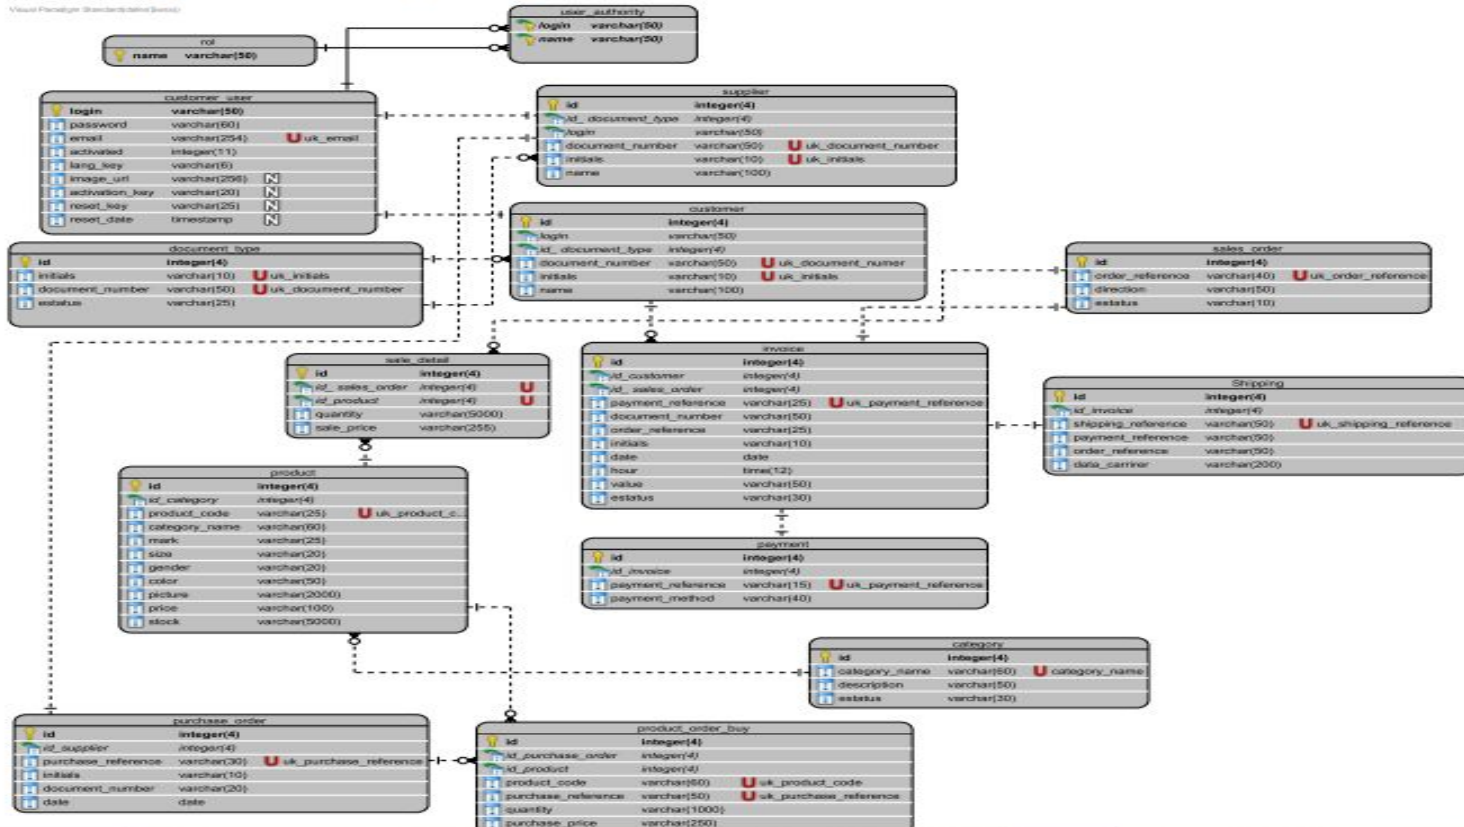 Visual Paradigm Standard
rol
name varchar(50)
user_authority
login varchar(50)
name varchar(50)
customer_user
login varchar(50)
password varchar(60)
email varchar(254) U uk_email
activated integer(11)
lang_key varchar(6)
image_url varchar(256) N
activation_key varchar(20) N
reset_key varchar(25) N
reset_date timestamp N
supplier
id integer(4)
id_document_type integer(4)
login varchar(50)
document_number varchar(50) U uk_document_number
initials varchar(10) U uk_initials
name varchar(100)
customer
id integer(4)
login varchar(50)
id_document_type integer(4)
document_number varchar(50) U uk_document_numer
initials varchar(10) U uk_initials
name varchar(100)
document_type
id integer(4)
initials varchar(10) U uk_initials
document_number varchar(50) U uk_document_number
estatus varchar(25)
sales_order
id integer(4)
order_reference varchar(40) U uk_order_reference
direction varchar(50)
estatus varchar(10)
sale_detail
id integer(4)
id_sales_order integer(4) U
id_product integer(4) U
quantity varchar(5000)
sale_price varchar(255)
invoice
id integer(4)
id_customer integer(4)
id_sales_order integer(4)
payment_reference varchar(25) U uk_payment_reference
document_number varchar(50)
order_reference varchar(25)
initials varchar(10)
date date
hour time(12)
value varchar(50)
estatus varchar(30)
Shipping
id integer(4)
id_invoice integer(4)
shipping_reference varchar(50) U uk_shipping_reference
payment_reference varchar(50)
order_reference varchar(50)
data_carrirer varchar(200)
product
id integer(4)
id_category integer(4)
product_code varchar(25) U uk_product_c...
category_name varchar(60)
mark varchar(25)
size varchar(20)
gender varchar(20)
color varchar(50)
picture varchar(2000)
price varchar(100)
stock varchar(5000)
payment
id integer(4)
id_invoice integer(4)
payment_reference varchar(15) U uk_payment_reference
payment_method varchar(40)
category
id integer(4)
category_name varchar(60) U category_name
description varchar(50)
estatus varchar(30)
purchase_order
id integer(4)
id_supplier integer(4)
purchase_reference varchar(30) U uk_purchase_reference
initials varchar(10)
document_number varchar(20)
date date
product_order_buy
id integer(4)
id_purchase_order integer(4)
id_product integer(4)
product_code varchar(60) U uk_product_code
purchase_reference varchar(50) U uk_purchase_reference
quantity varchar(1000)
purchase_price varchar(250)